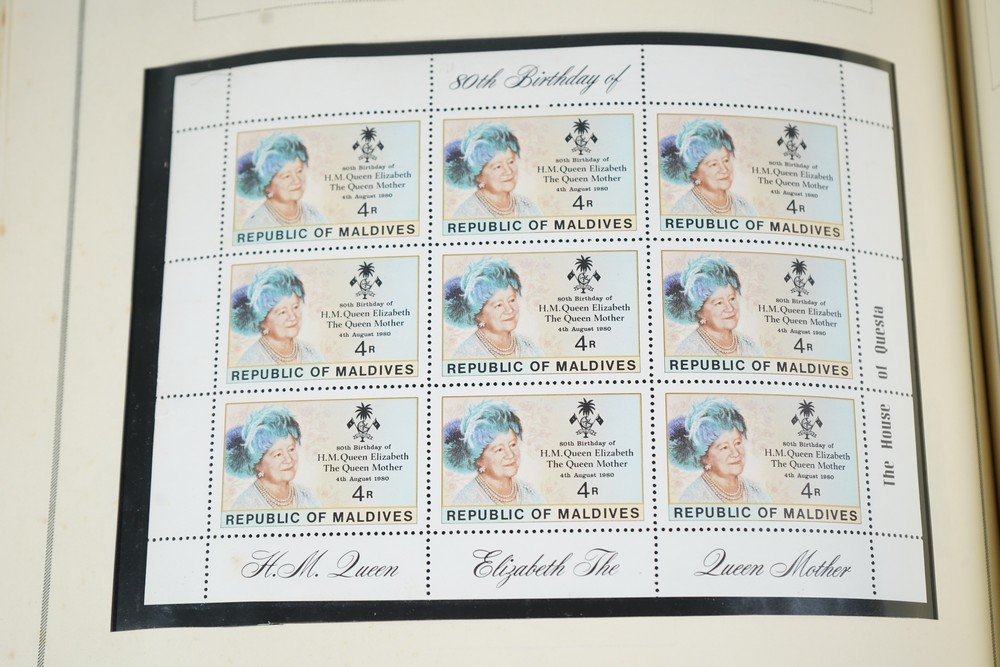 80th Birthday of
80th Birthday of
H.M. Queen Elizabeth
The Queen Mother
4th August 1980
4R
REPUBLIC OF MALDIVES
80th Birthday of
H.M. Queen Elizabeth
The Queen Mother
4th August 1980
4R
REPUBLIC OF MALDIVES
80th Birthday of
H.M. Queen Elizabeth
The Queen Mother
4th August 1980
4R
REPUBLIC OF MALDIVES
80th Birthday of
H.M. Queen Elizabeth
The Queen Mother
4th August 1980
4R
REPUBLIC OF MALDIVES
80th Birthday of
H.M. Queen Elizabeth
The Queen Mother
4th August 1980
4R
REPUBLIC OF MALDIVES
80th Birthday of
H.M. Queen Elizabeth
The Queen Mother
4th August 1980
4R
REPUBLIC OF MALDIVES
80th Birthday of
H.M. Queen Elizabeth
The Queen Mother
4th August 1980
4R
REPUBLIC OF MALDIVES
80th Birthday of
H.M. Queen Elizabeth
The Queen Mother
4th August 1980
4R
REPUBLIC OF MALDIVES
80th Birthday of
H.M. Queen Elizabeth
The Queen Mother
4th August 1980
4R
REPUBLIC OF MALDIVES
The House of Questa
H.M. Queen Elizabeth The Queen Mother